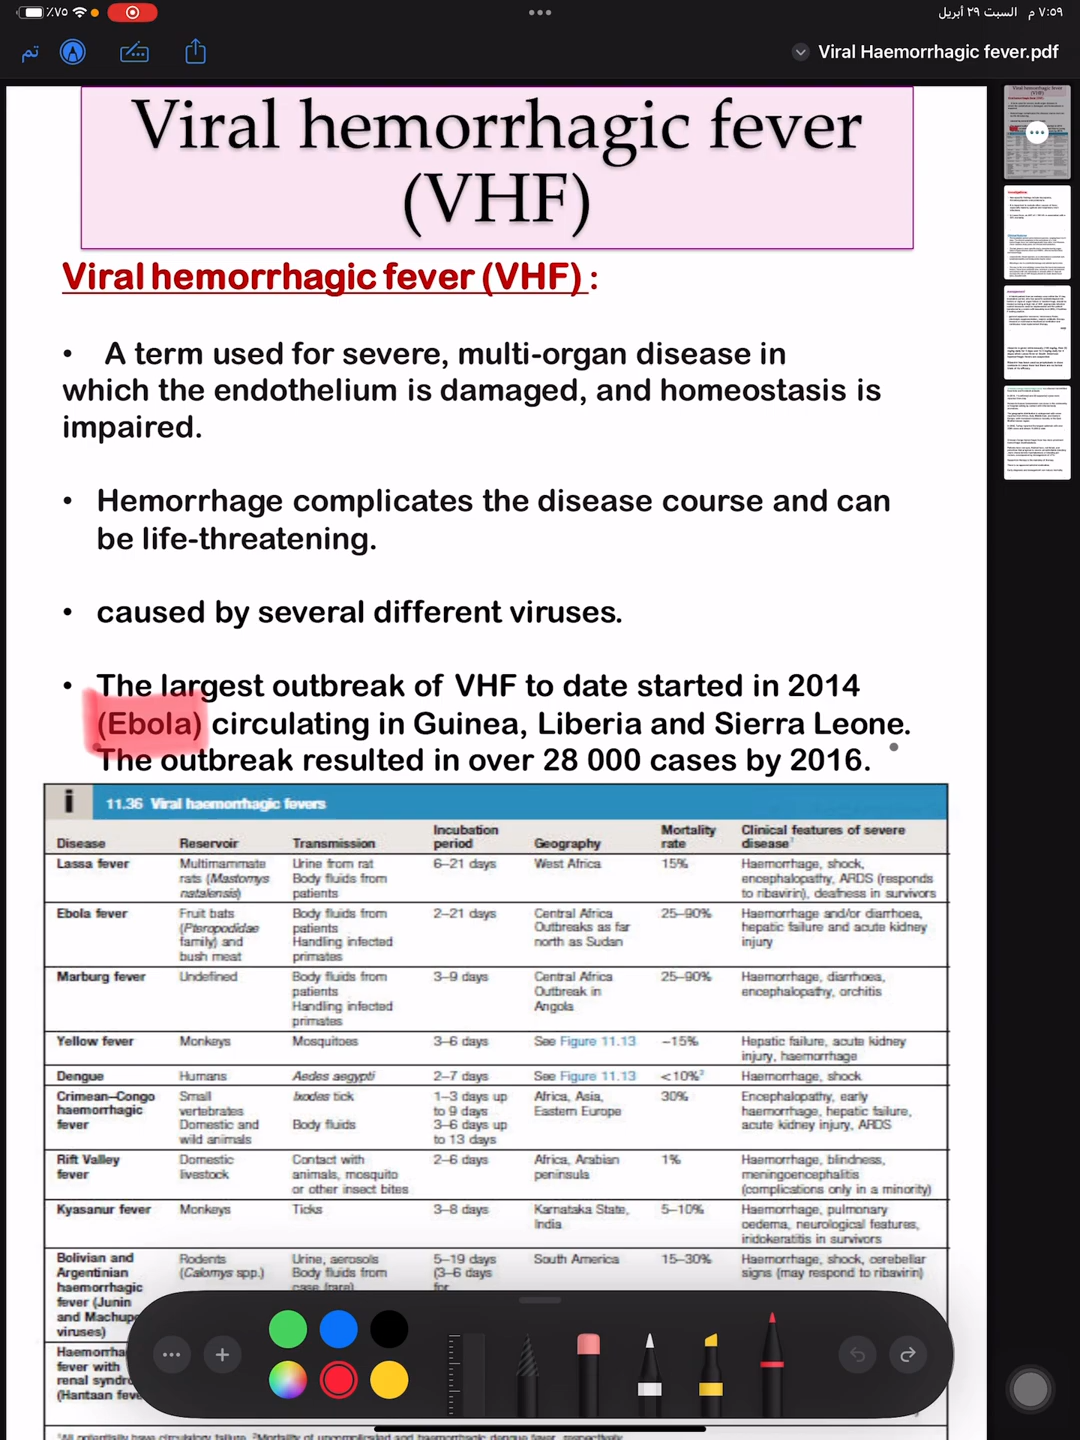 ٧:٥٩ م السبت ٢٩ أبريل
٪٧٥
تم
Viral Haemorrhagic fever.pdf
Viral hemorrhagic fever
(VHF)
Viral hemorrhagic fever (VHF) :
• A term used for severe, multi-organ disease in
which the endothelium is damaged, and homeostasis is
impaired.
• Hemorrhage complicates the disease course and can
be life-threatening.
• caused by several different viruses.
• The largest outbreak of VHF to date started in 2014
(Ebola) circulating in Guinea, Liberia and Sierra Leone.
The outbreak resulted in over 28 000 cases by 2016.
i 11.36 Viral haemorrhagic fevers
Disease Reservoir Transmission Incubation period Geography Mortality rate Clinical features of severe disease¹
Lassa fever Multimammate Urine from rat 6–21 days West Africa 15% Haemorrhage, shock,
rats (Mastomys Body fluids from encephalopathy, ARDS (responds
natalensis) patients to ribavirin), deafness in survivors
Ebola fever Fruit bats Body fluids from 2–21 days Central Africa 25–90% Haemorrhage and/or diarrhoea,
(Pteropodidae patients Outbreaks as far hepatic failure and acute kidney
family) and Handling infected north as Sudan injury
bush meat primates
Marburg fever Undefined Body fluids from 3–9 days Central Africa 25–90% Haemorrhage, diarrhoea,
patients Outbreak in encephalopathy, orchitis
Handling infected Angola
primates
Yellow fever Monkeys Mosquitoes 3–6 days See Figure 11.13 ~15% Hepatic failure, acute kidney
injury, haemorrhage
Dengue Humans Aedes aegypti 2–7 days See Figure 11.13 <10%² Haemorrhage, shock
Crimean–Congo Small Ixodes tick 1–3 days up Africa, Asia, 30% Encephalopathy, early
haemorrhagic vertebrates to 9 days Eastern Europe haemorrhage, hepatic failure,
fever Domestic and Body fluids 3–6 days up acute kidney injury, ARDS
wild animals to 13 days
Rift Valley Domestic Contact with 2–6 days Africa, Arabian 1% Haemorrhage, blindness,
fever livestock animals, mosquito peninsula meningoencephalitis
or other insect bites (complications only in a minority)
Kyasanur fever Monkeys Ticks 3–8 days Karnataka State, 5–10% Haemorrhage, pulmonary
India oedema, neurological features,
iridokeratitis in survivors
Bolivian and Rodents Urine, aerosols 5–19 days South America 15–30% Haemorrhage, shock, cerebellar
Argentinian (Calomys spp.) Body fluids from (3–6 days signs (may respond to ribavirin)
haemorrhagic case (rare) for
fever (Junin
and Machupo
viruses)
Haemorrha
fever with
renal syndro
(Hantaan feve